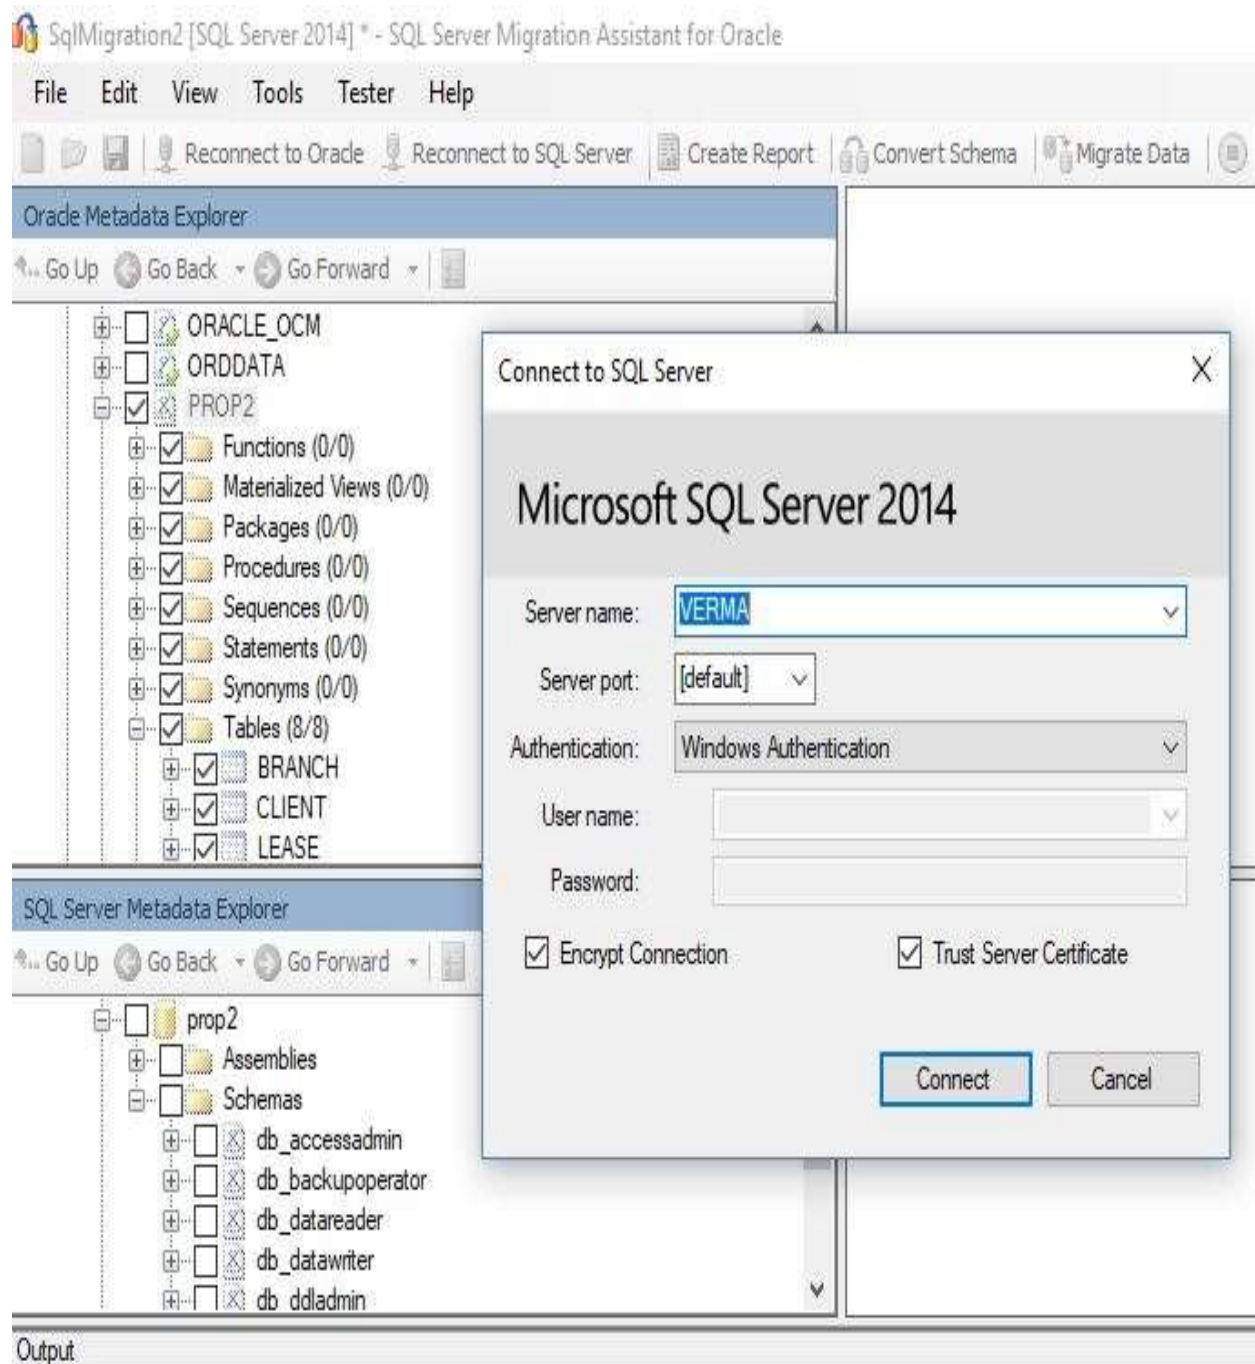 SqlMigration2 [SQL Server 2014] * - SQL Server Migration Assistant for Oracle
File Edit View Tools Tester Help
Reconnect to Oracle Reconnect to SQL Server Create Report Convert Schema Migrate Data
Oracle Metadata Explorer
Go Up Go Back Go Forward
ORACLE_OCM
ORDDATA
PROP2
Functions (0/0)
Materialized Views (0/0)
Packages (0/0)
Procedures (0/0)
Sequences (0/0)
Statements (0/0)
Synonyms (0/0)
Tables (8/8)
BRANCH
CLIENT
LEASE
SQL Server Metadata Explorer
Go Up Go Back Go Forward
prop2
Assemblies
Schemas
db_accessadmin
db_backupoperator
db_datareader
db_datawriter
db_ddladmin
Output
Connect to SQL Server
Microsoft SQL Server 2014
Server name: VERMA
Server port: [default]
Authentication: Windows Authentication
User name:
Password:
Encrypt Connection Trust Server Certificate
Connect Cancel